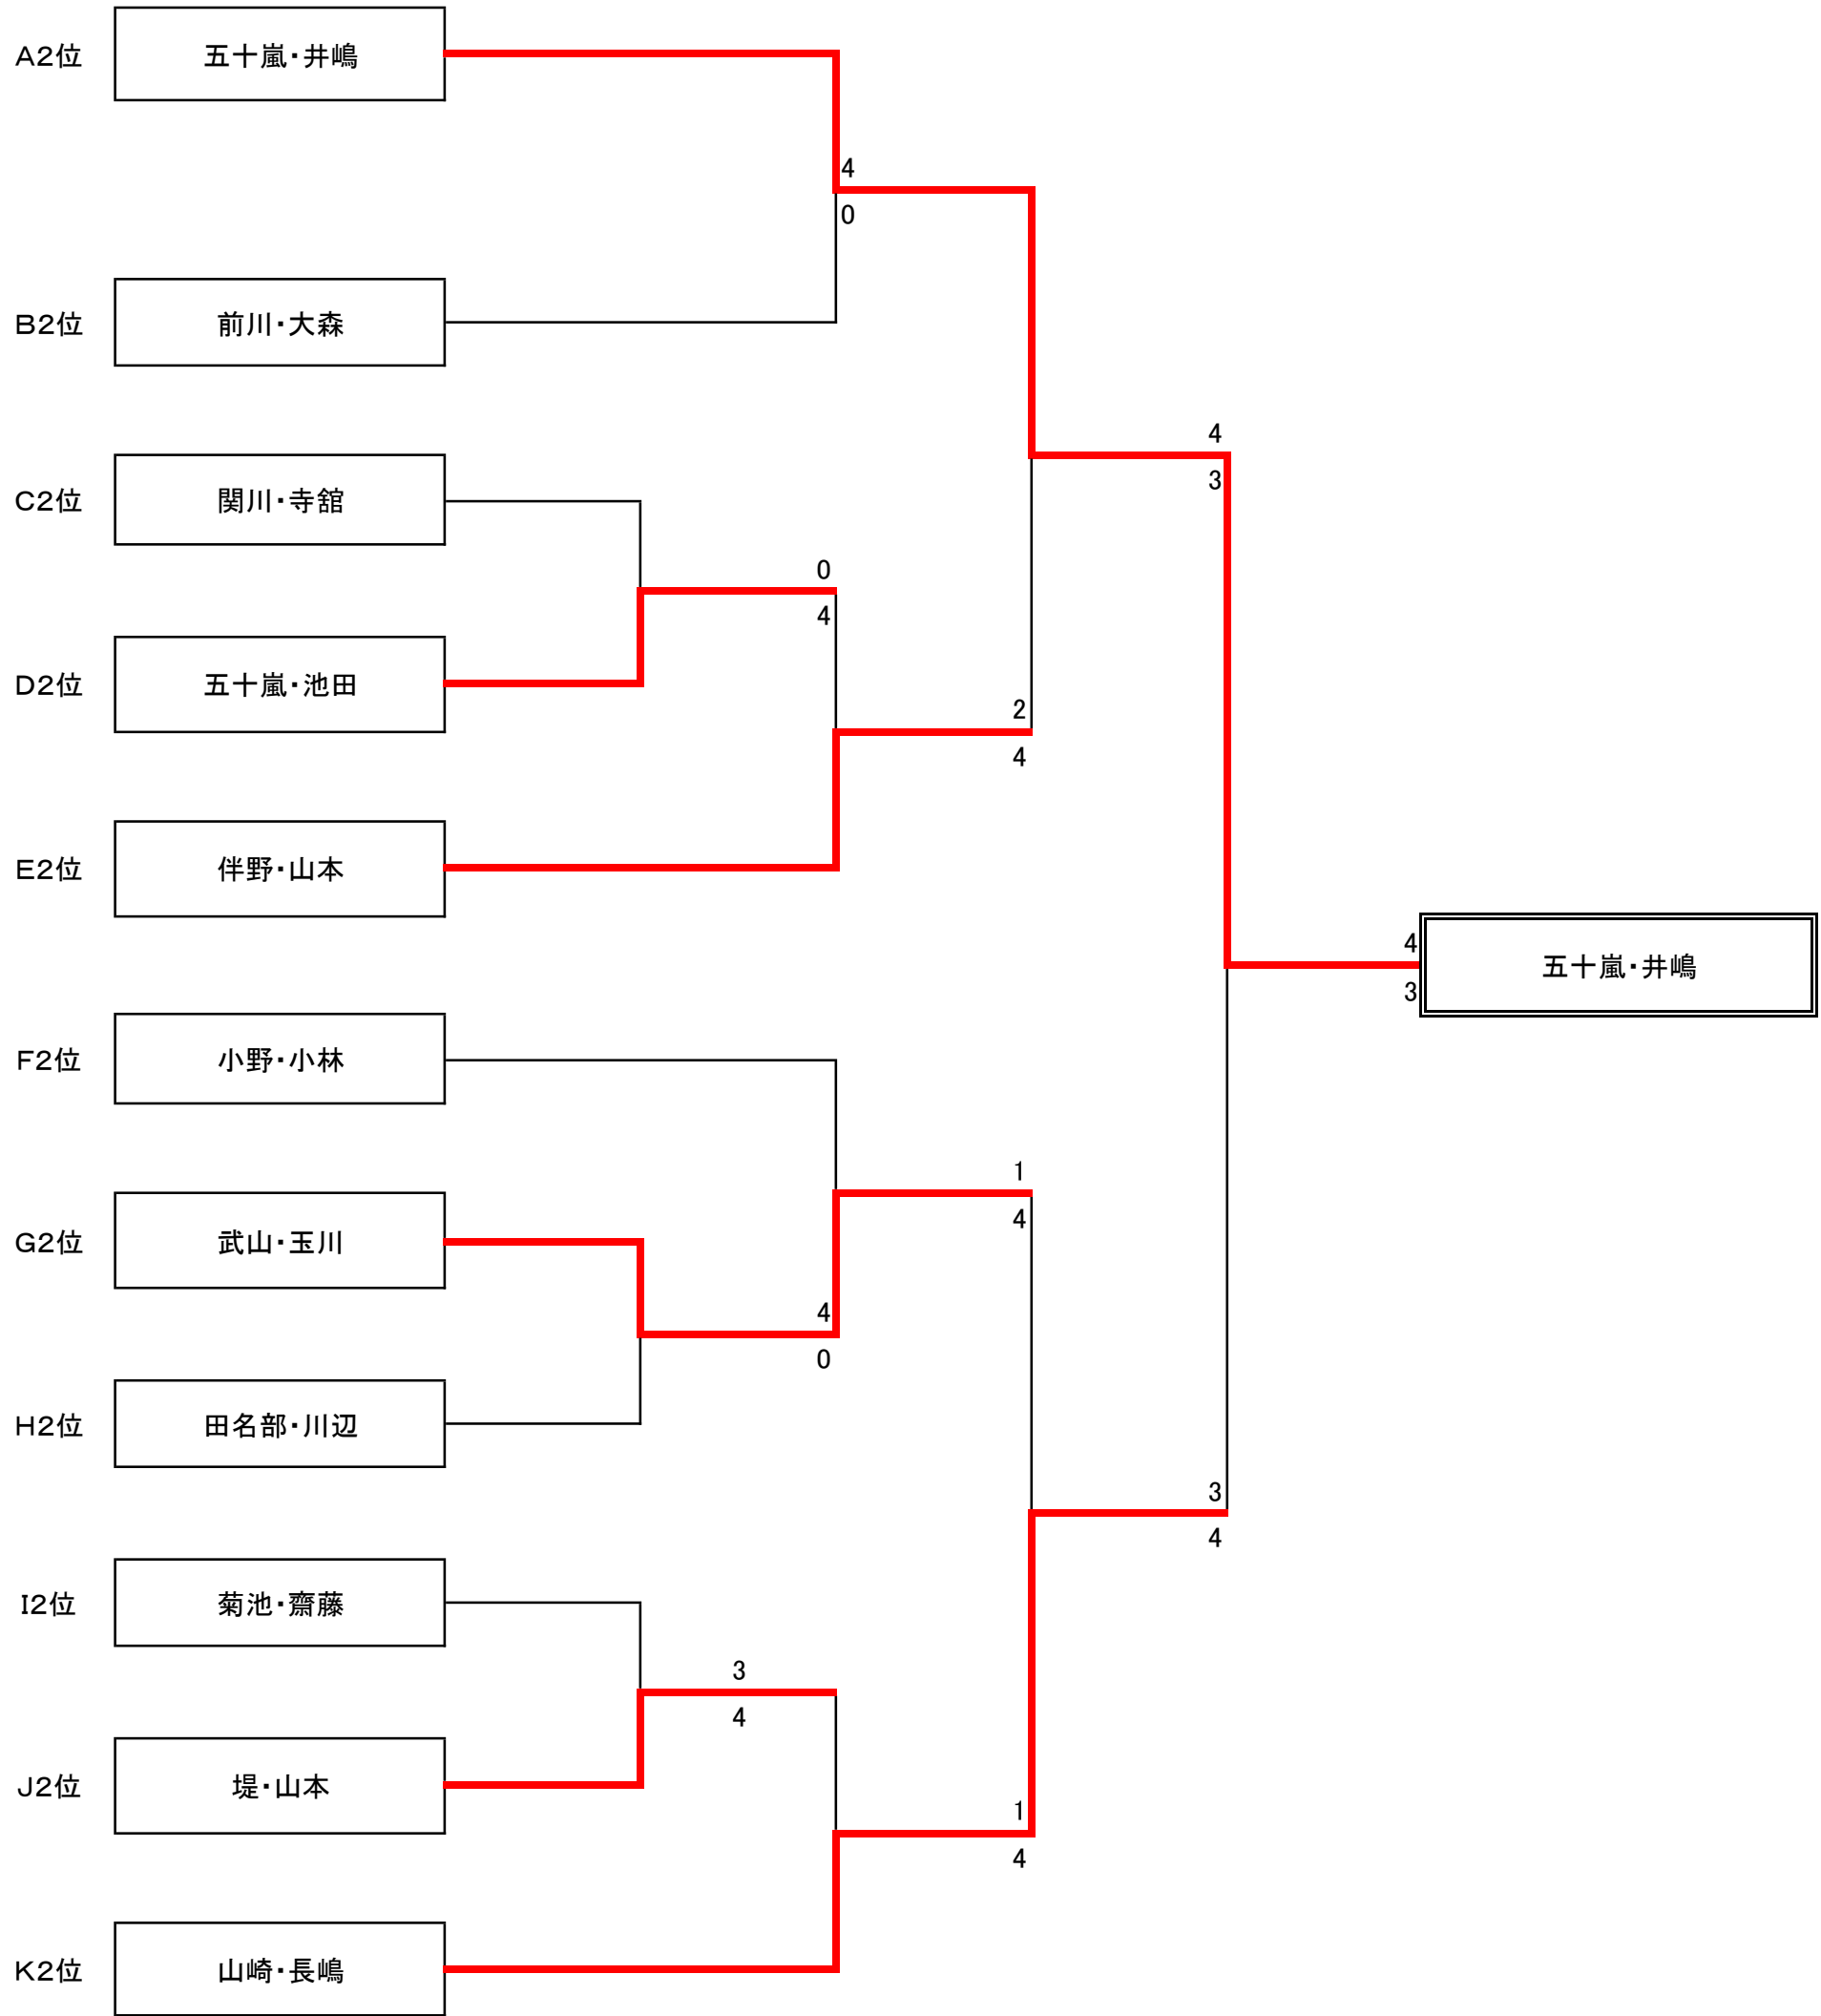 A2位 五十嵐・井嶋
4
0
B2位 前川・大森
4
3
C2位 関川・寺舘
0
4
D2位 五十嵐・池田
2
4
E2位 伴野・山本
4
五十嵐・井嶋
3
F2位 小野・小林
1
4
G2位 武山・玉川
4
0
H2位 田名部・川辺
3
4
I2位 菊池・齋藤
3
4
J2位 堤・山本
1
4
K2位 山崎・長嶋